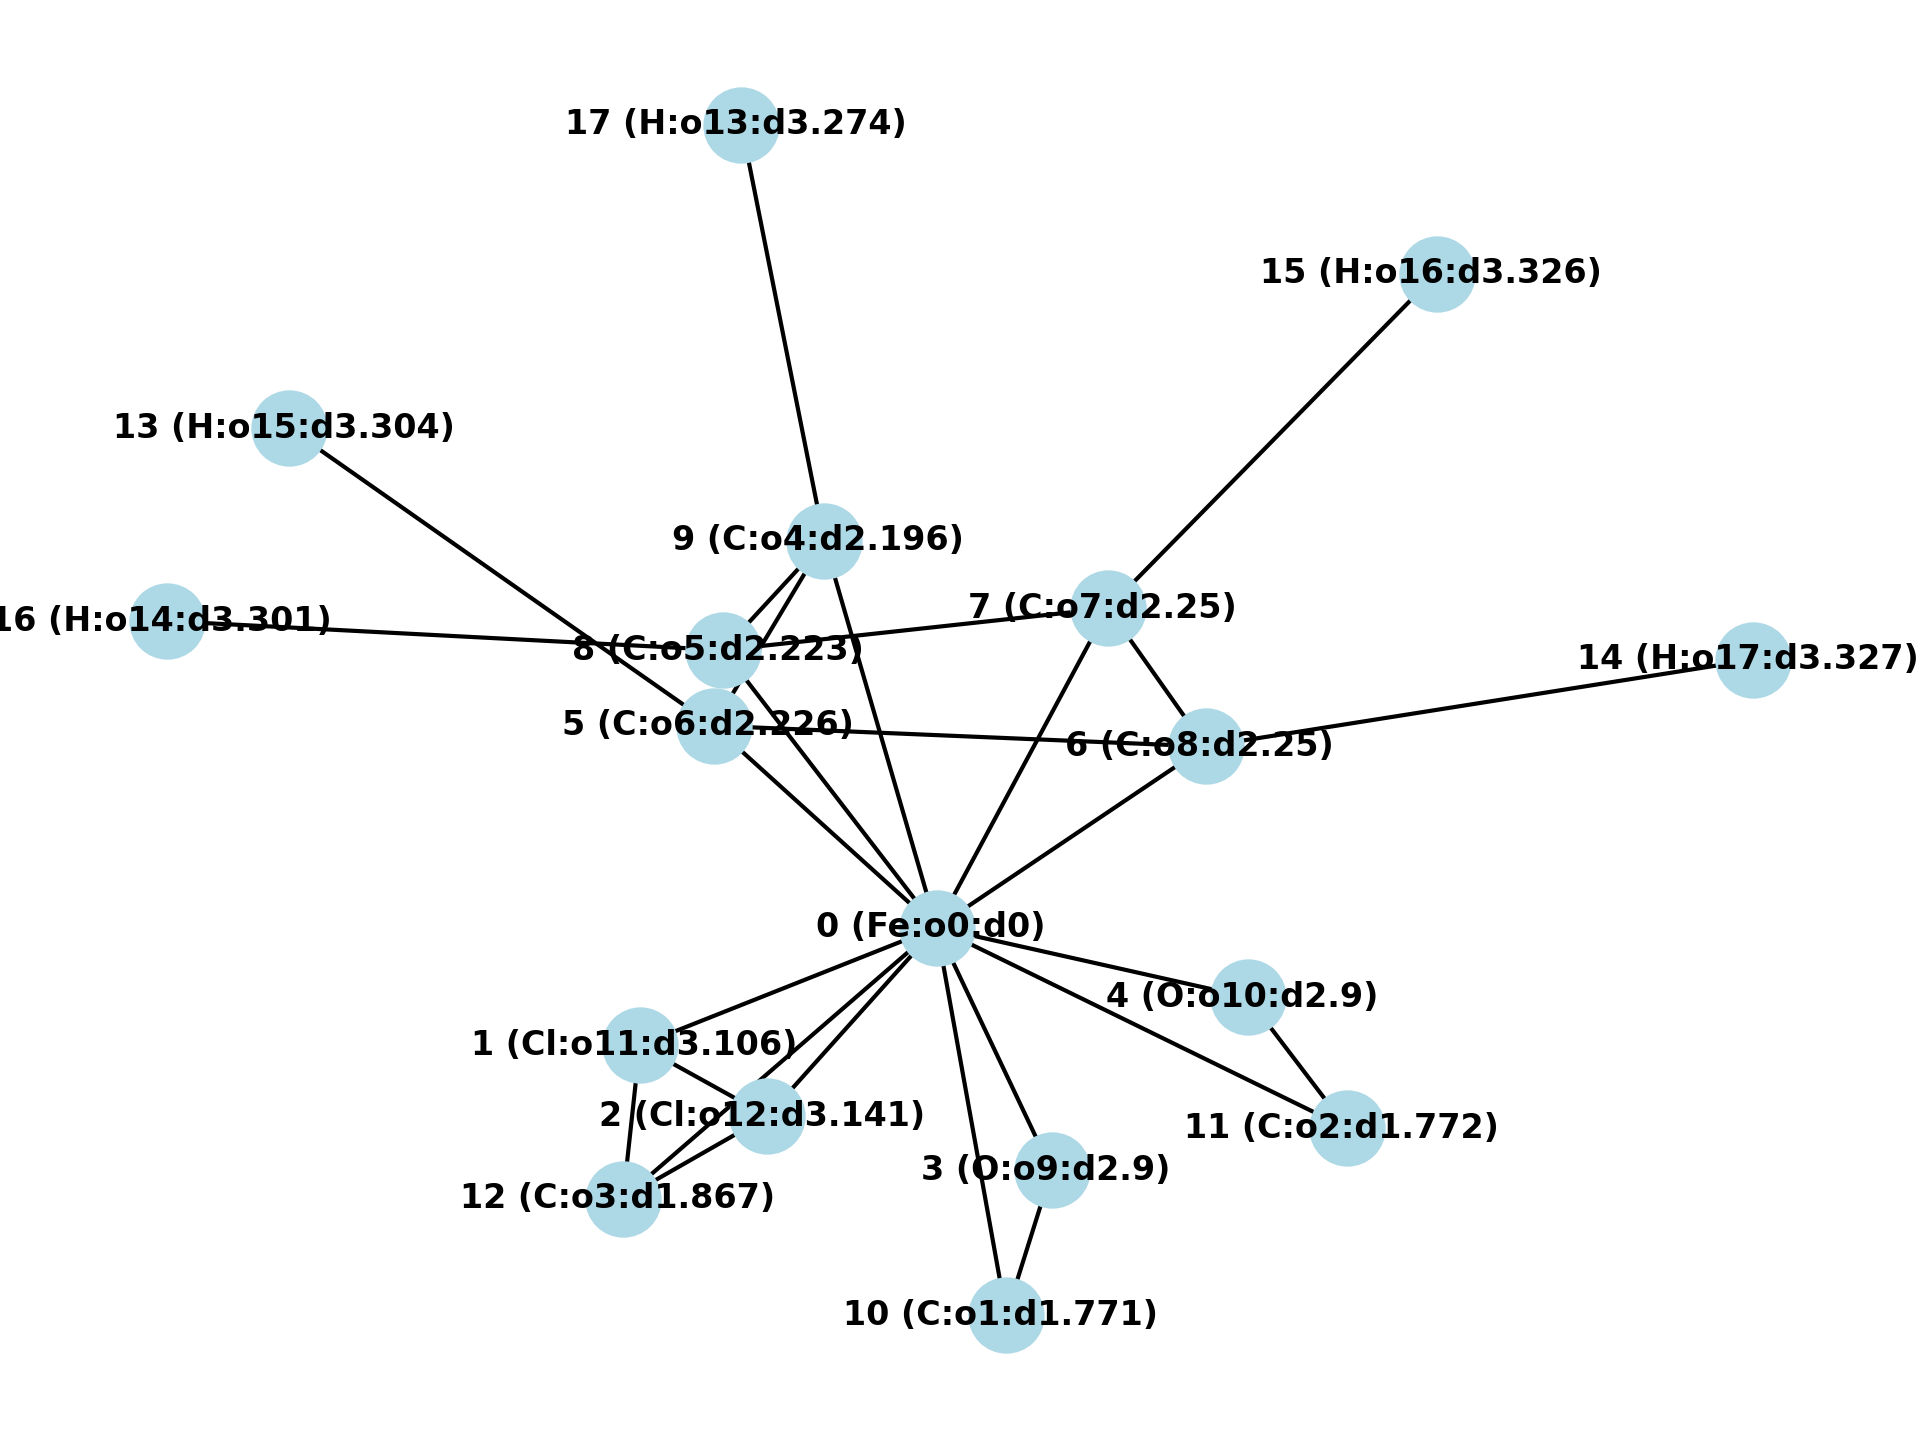 17 (H:o13:d3.274)
15 (H:o16:d3.326)
13 (H:o15:d3.304)
9 (C:o4:d2.196)
7 (C:o7:d2.25)
16 (H:o14:d3.301)
8 (C:o5:d2.223)
14 (H:o17:d3.327)
5 (C:o6:d2.226)
6 (C:o8:d2.25)
0 (Fe:o0:d0)
4 (O:o10:d2.9)
1 (Cl:o11:d3.106)
2 (Cl:o12:d3.141)
11 (C:o2:d1.772)
3 (O:o9:d2.9)
12 (C:o3:d1.867)
10 (C:o1:d1.771)